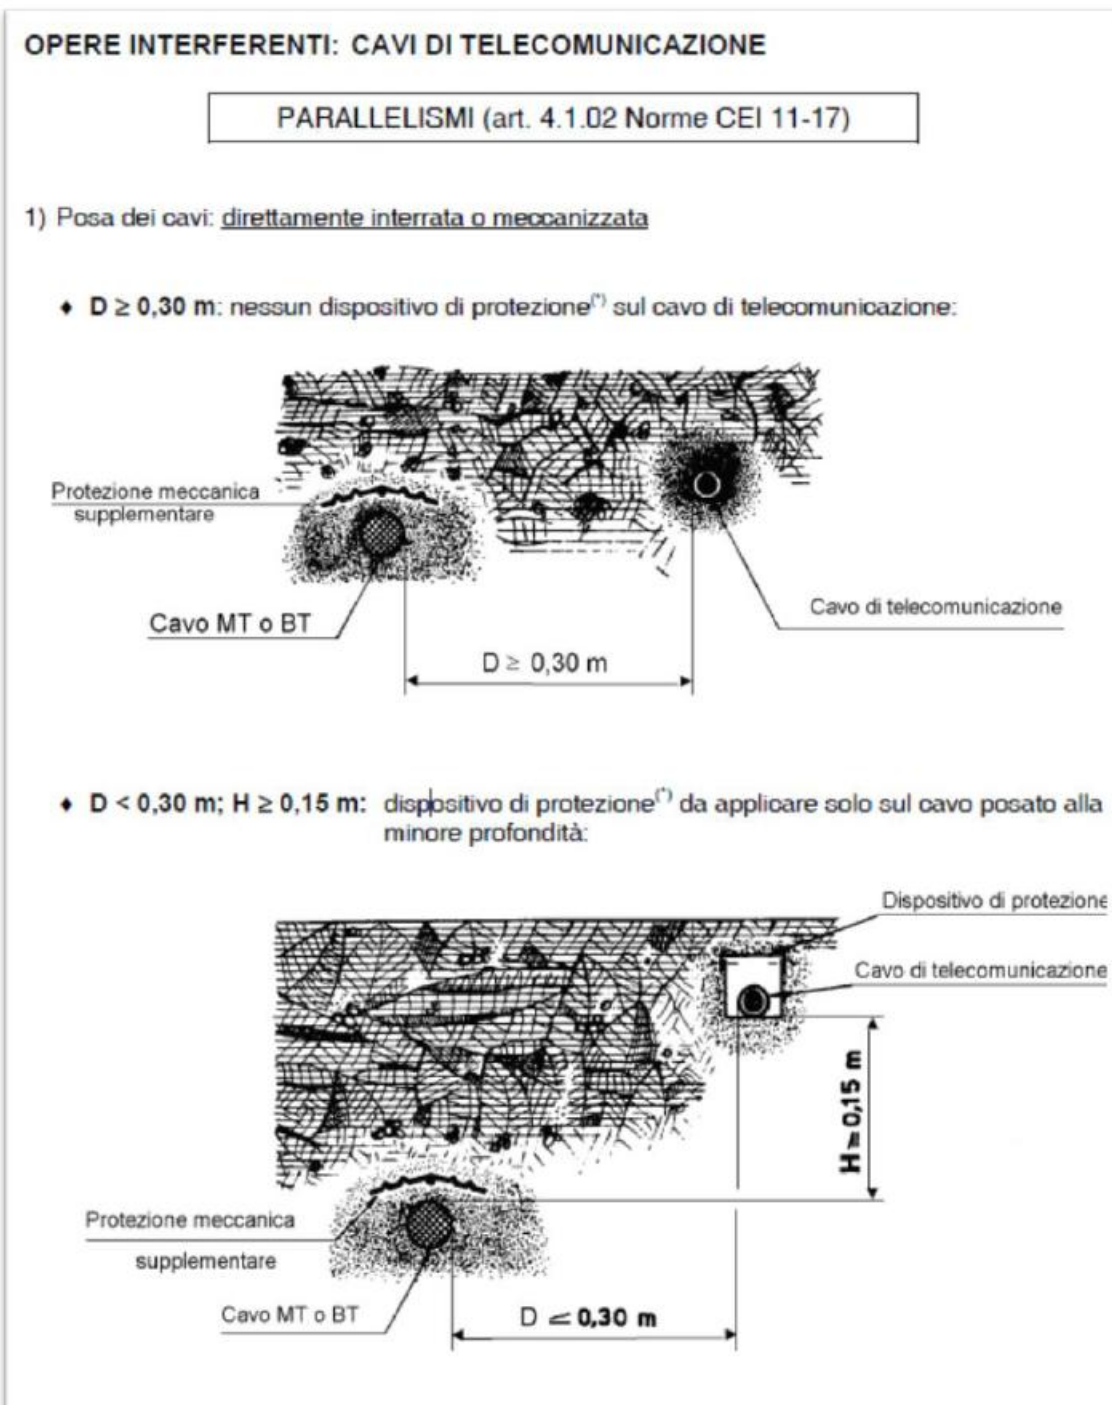 OPERE INTERFERENTI: CAVI DI TELECOMUNICAZIONE
PARALLELISMI (art. 4.1.02 Norme CEI 11-17)
1) Posa dei cavi: direttamente interrata o meccanizzata
♦ D ≥ 0,30 m: nessun dispositivo di protezione(*) sul cavo di telecomunicazione:
Protezione meccanica
supplementare
Cavo MT o BT
Cavo di telecomunicazione
D ≥ 0,30 m
♦ D < 0,30 m; H ≥ 0,15 m: dispositivo di protezione(*) da applicare solo sul cavo posato alla
minore profondità:
Dispositivo di protezione
Cavo di telecomunicazione
H ≥ 0,15 m
Protezione meccanica
supplementare
Cavo MT o BT
D < 0,30 m